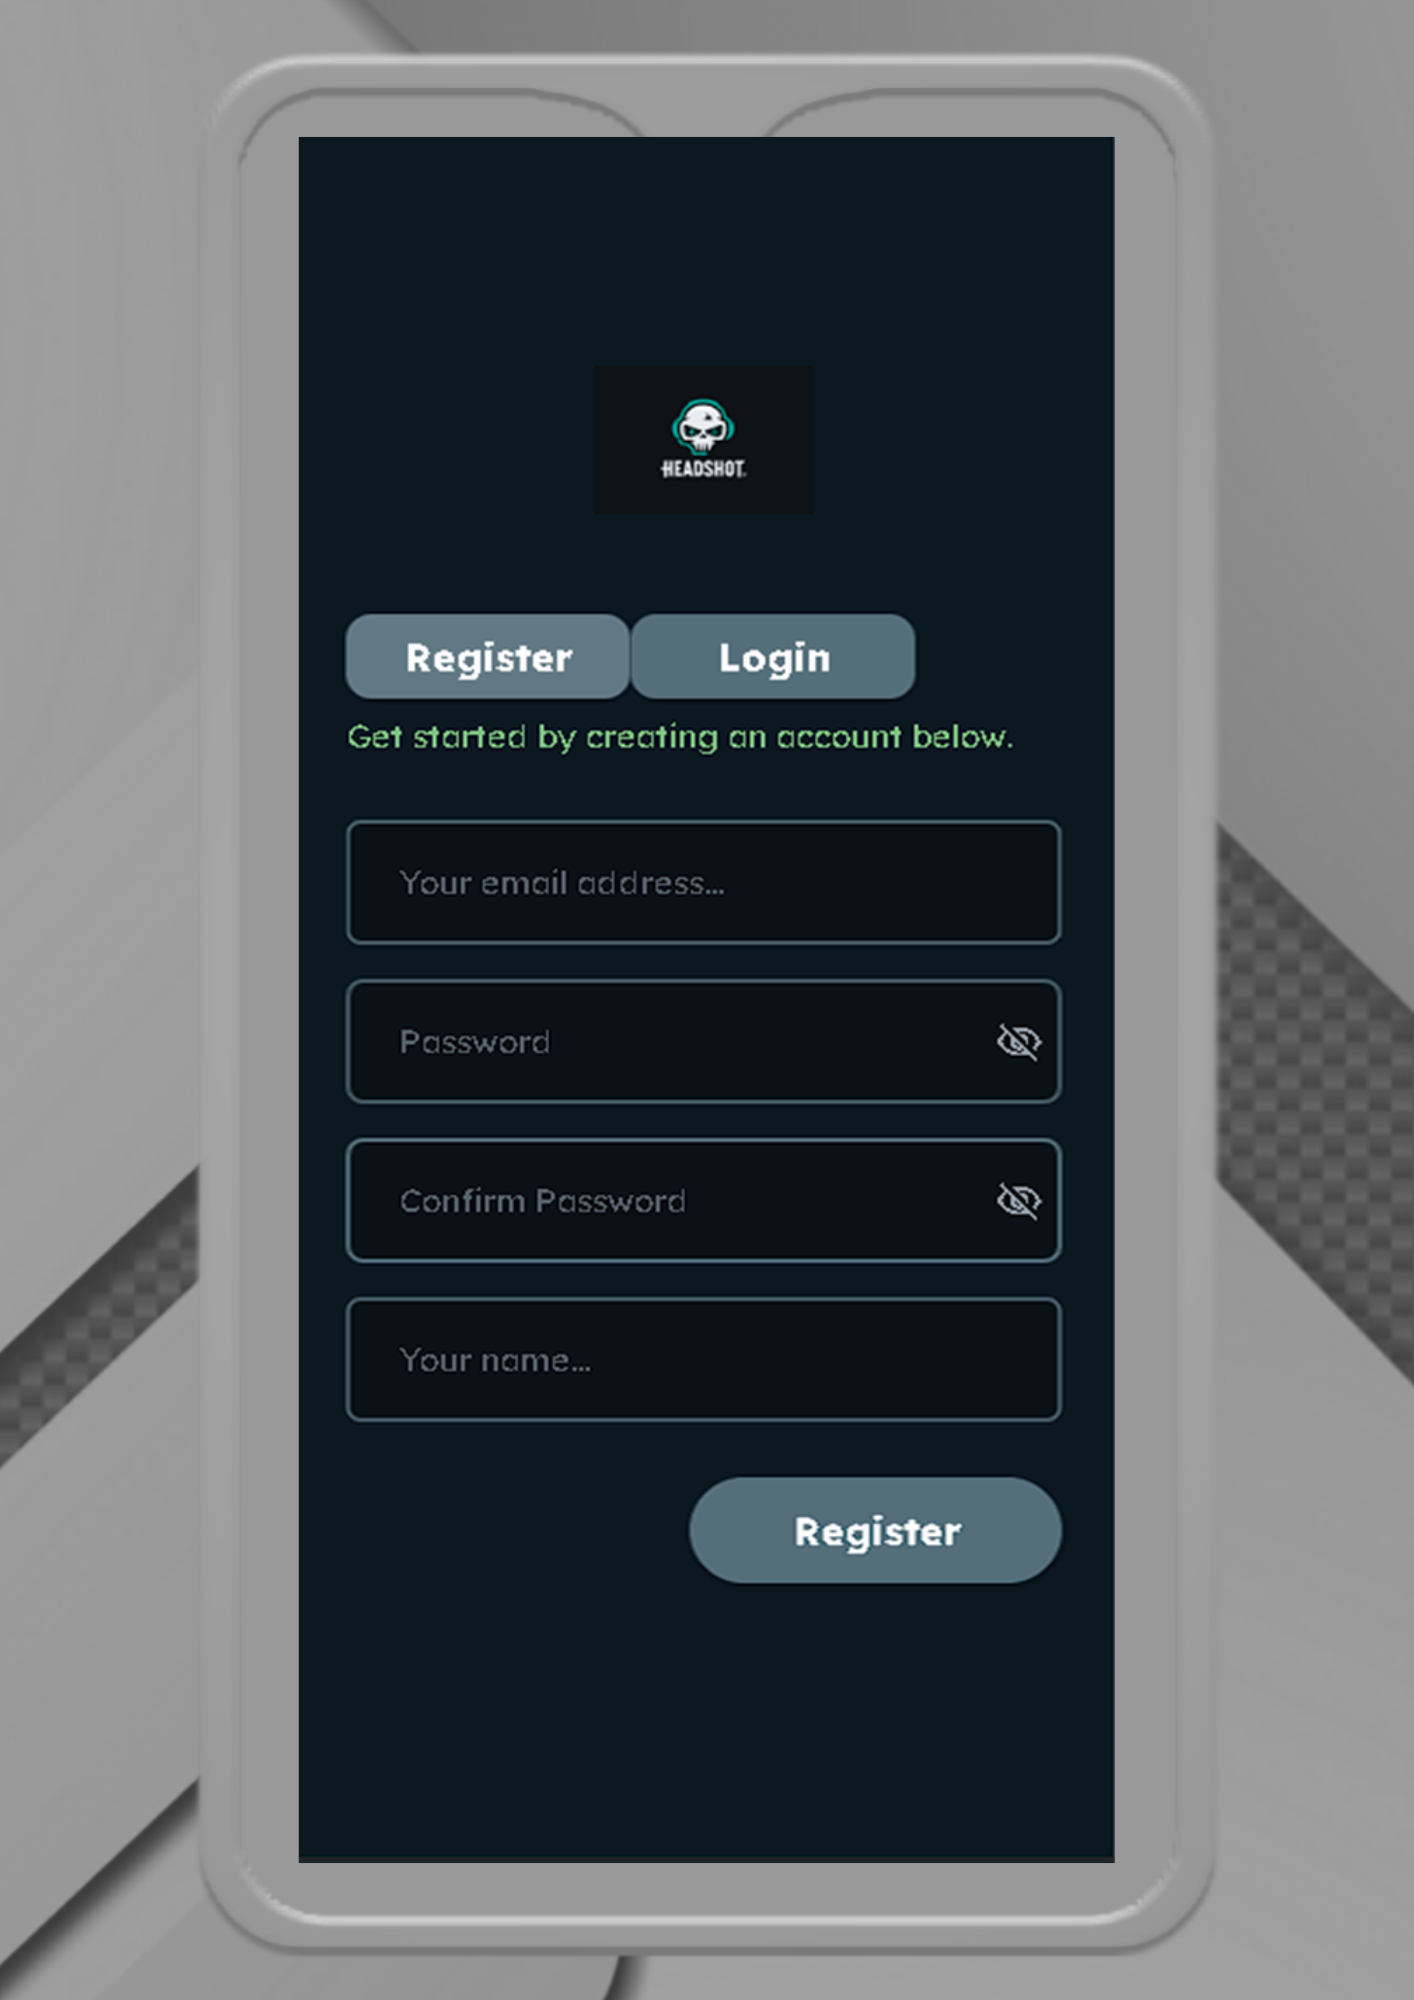 HEADSHOT.
Register Login
Get started by creating an account below.
Your email address...
Password
Confirm Password
Your name...
Register